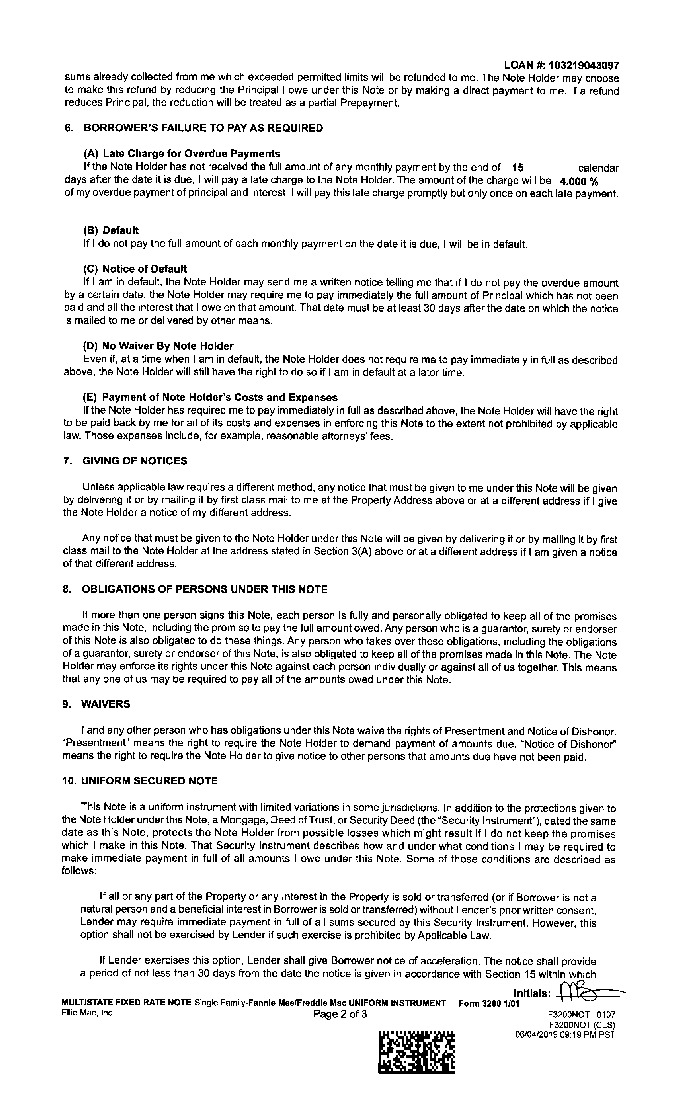 LOAN #: 103219043097
sums already collected from me which exceeded permitted limits will be refunded to me. The Note Holder may choose
to make this refund by reducing the Principal I owe under this Note or by making a direct payment to me. If a refund
reduces Principal, the reduction will be treated as a partial Prepayment.
6. BORROWER'S FAILURE TO PAY AS REQUIRED
(A) Late Charge for Overdue Payments
If the Note Holder has not received the full amount of any monthly payment by the end of 15 calendar
days after the date it is due, I will pay a late charge to the Note Holder. The amount of the charge will be 4.000 %
of my overdue payment of principal and interest. I will pay this late charge promptly but only once on each late payment.
(B) Default
If I do not pay the full amount of each monthly payment on the date it is due, I will be in default.
(C) Notice of Default
If I am in default, the Note Holder may send me a written notice telling me that if I do not pay the overdue amount
by a certain date, the Note Holder may require me to pay immediately the full amount of Principal which has not been
paid and all the interest that I owe on that amount. That date must be at least 30 days after the date on which the notice
is mailed to me or delivered by other means.
(D) No Waiver By Note Holder
Even if, at a time when I am in default, the Note Holder does not require me to pay immediately in full as described
above, the Note Holder will still have the right to do so if I am in default at a later time.
(E) Payment of Note Holder's Costs and Expenses
If the Note Holder has required me to pay immediately in full as described above, the Note Holder will have the right
to be paid back by me for all of its costs and expenses in enforcing this Note to the extent not prohibited by applicable
law. Those expenses include, for example, reasonable attorneys' fees.
7. GIVING OF NOTICES
Unless applicable law requires a different method, any notice that must be given to me under this Note will be given
by delivering it or by mailing it by first class mail to me at the Property Address above or at a different address if I give
the Note Holder a notice of my different address.
Any notice that must be given to the Note Holder under this Note will be given by delivering it or by mailing it by first
class mail to the Note Holder at the address stated in Section 3(A) above or at a different address if I am given a notice
of that different address.
8. OBLIGATIONS OF PERSONS UNDER THIS NOTE
If more than one person signs this Note, each person is fully and personally obligated to keep all of the promises
made in this Note, including the promise to pay the full amount owed. Any person who is a guarantor, surety or endorser
of this Note is also obligated to do these things. Any person who takes over these obligations, including the obligations
of a guarantor, surety or endorser of this Note, is also obligated to keep all of the promises made in this Note. The Note
Holder may enforce its rights under this Note against each person individually or against all of us together. This means
that any one of us may be required to pay all of the amounts owed under this Note.
9. WAIVERS
I and any other person who has obligations under this Note waive the rights of Presentment and Notice of Dishonor.
"Presentment" means the right to require the Note Holder to demand payment of amounts due. "Notice of Dishonor"
means the right to require the Note Holder to give notice to other persons that amounts due have not been paid.
10. UNIFORM SECURED NOTE
This Note is a uniform instrument with limited variations in some jurisdictions. In addition to the protections given to
the Note Holder under this Note, a Mortgage, Deed of Trust, or Security Deed (the "Security Instrument"), dated the same
date as this Note, protects the Note Holder from possible losses which might result if I do not keep the promises
which I make in this Note. That Security Instrument describes how and under what conditions I may be required to
make immediate payment in full of all amounts I owe under this Note. Some of those conditions are described as
follows:
If all or any part of the Property or any interest in the Property is sold or transferred (or if Borrower is not a
natural person and a beneficial interest in Borrower is sold or transferred) without Lender's prior written consent,
Lender may require immediate payment in full of all sums secured by this Security Instrument. However, this
option shall not be exercised by Lender if such exercise is prohibited by Applicable Law.
If Lender exercises this option, Lender shall give Borrower notice of acceleration. The notice shall provide
a period of not less than 30 days from the date the notice is given in accordance with Section 15 within which
Initials:
MULTISTATE FIXED RATE NOTE Single Family-Fannie Mae/Freddie Mac UNIFORM INSTRUMENT Form 3200 1/01
Ellie Mae, Inc. Page 2 of 3 F3200NOT 0107
F3200NOT (CLS)
06/04/2019 09:19 PM PST